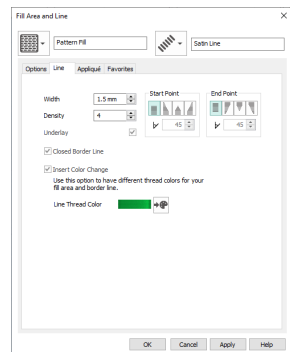 Fill Area and Line
Pattern Fill
Satin Line
Options Line Appliqué Favorites
Width 1.5 mm
Density 4
Underlay
Start Point
45
End Point
45
Closed Border Line
Insert Color Change
Use this option to have different thread colors for your
fill area and border line.
Line Thread Color
OK Cancel Apply Help